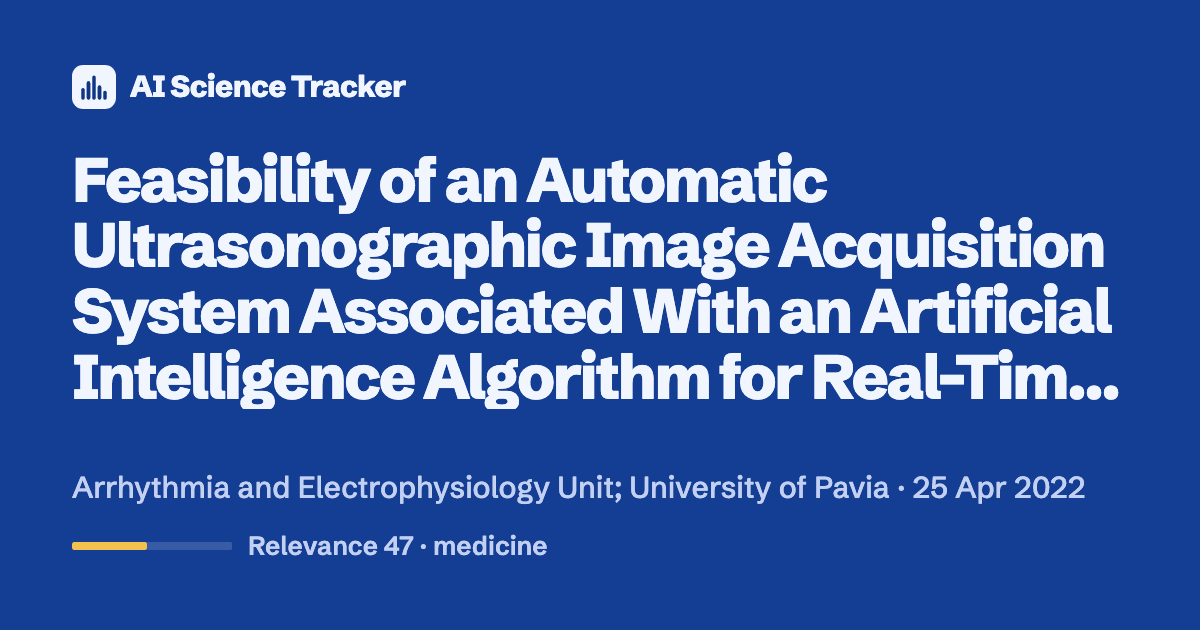 AI Science Tracker
Feasibility of an Automatic
Ultrasonographic Image Acquisition
System Associated With an Artificial
Intelligence Algorithm for Real-Tim...
Arrhythmia and Electrophysiology Unit; University of Pavia · 25 Apr 2022
Relevance 47 · medicine